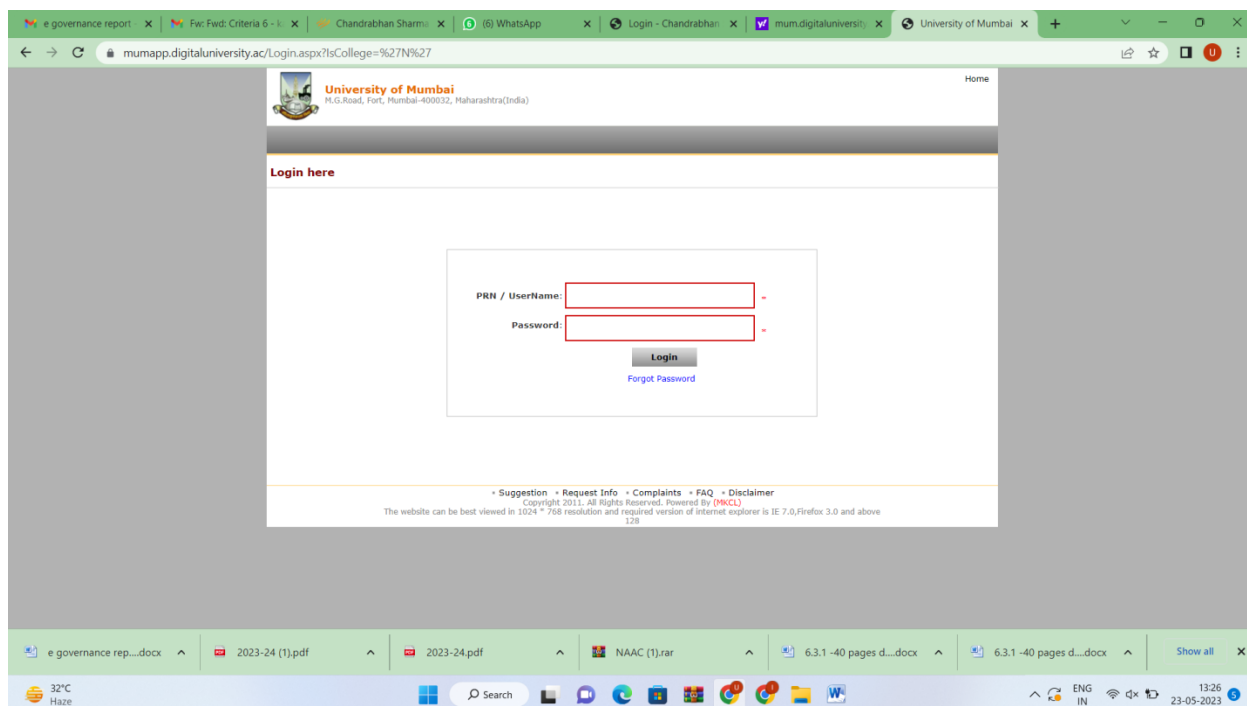 e governance report
Fw: Fwd: Criteria 6 - k
Chandrabhan Sharma
6 (6) WhatsApp
Login - Chandrabhan
mum.digitaluniversity
University of Mumbai
mumapp.digitaluniversity.ac/Login.aspx?IsCollege=%27N%27
U
University of Mumbai
M.G.Road, Fort, Mumbai-400032, Maharashtra(India)
Home
Login here
PRN / UserName:
Password:
Login
Forgot Password
Suggestion Request Info Complaints FAQ Disclaimer
Copyright 2011. All Rights Reserved. Powered By (MKCL)
The website can be best viewed in 1024 * 768 resolution and required version of internet explorer is IE 7.0,Firefox 3.0 and above
128
e governance rep....docx
2023-24 (1).pdf
2023-24.pdf
NAAC (1).rar
6.3.1 -40 pages d....docx
6.3.1 -40 pages d....docx
Show all
32°C
Haze
Search
ENG
IN
13:26
23-05-2023
5